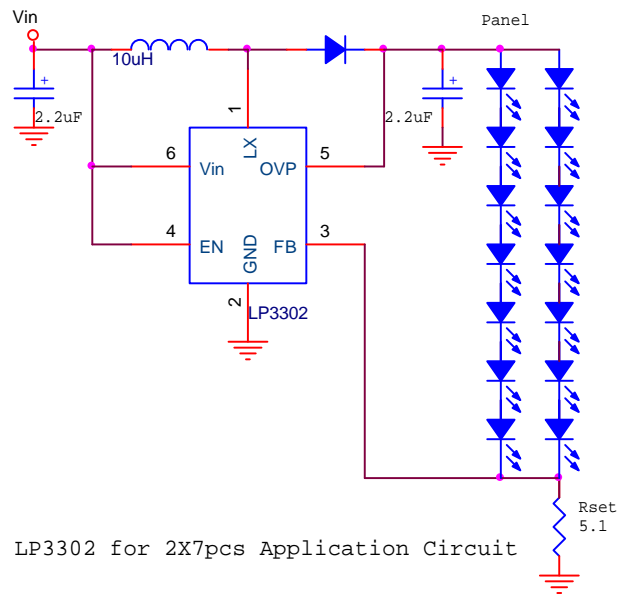 Vin
Panel
10uH
2.2uF
2.2uF
1
LX
6
Vin
OVP
5
4
EN
GND
FB
3
2
LP3302
Rset
5.1
LP3302 for 2X7pcs Application Circuit